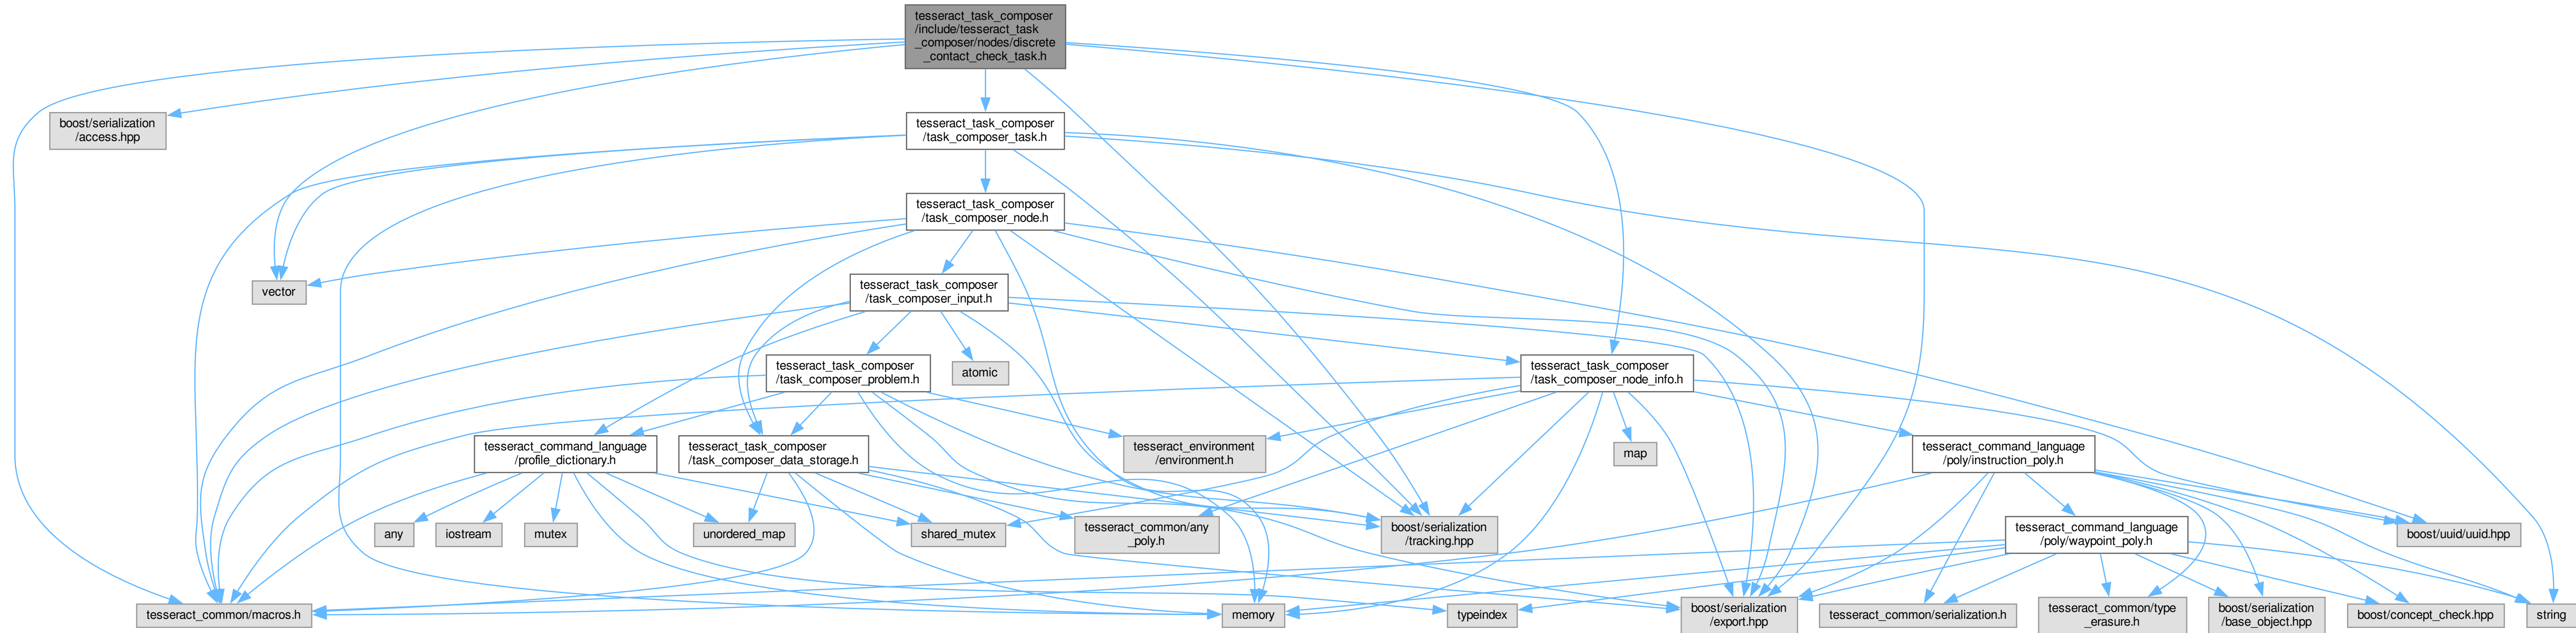 tesseract_task_composer
/include/tesseract_task
_composer/nodes/discrete
_contact_check_task.h
boost/serialization
/access.hpp
tesseract_task_composer
/task_composer_task.h
tesseract_task_composer
/task_composer_node.h
vector
tesseract_task_composer
/task_composer_input.h
tesseract_task_composer
/task_composer_problem.h
atomic
tesseract_task_composer
/task_composer_node_info.h
tesseract_command_language
/profile_dictionary.h
tesseract_task_composer
/task_composer_data_storage.h
tesseract_environment
/environment.h
map
tesseract_command_language
/poly/instruction_poly.h
any
iostream
mutex
unordered_map
shared_mutex
tesseract_common/any
_poly.h
boost/serialization
/tracking.hpp
tesseract_command_language
/poly/waypoint_poly.h
boost/uuid/uuid.hpp
tesseract_common/macros.h
memory
typeindex
boost/serialization
/export.hpp
tesseract_common/serialization.h
tesseract_common/type
_erasure.h
boost/serialization
/base_object.hpp
boost/concept_check.hpp
string